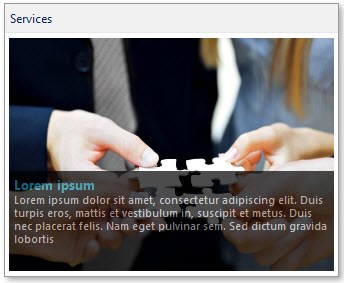 Services
Lorem ipsum
Lorem ipsum dolor sit amet, consectetur adipiscing elit. Duis
turpis eros, mattis et vestibulum in, suscipit et metus. Duis
nec placerat felis. Nam eget pulvinar sem. Sed dictum gravida
lobortis